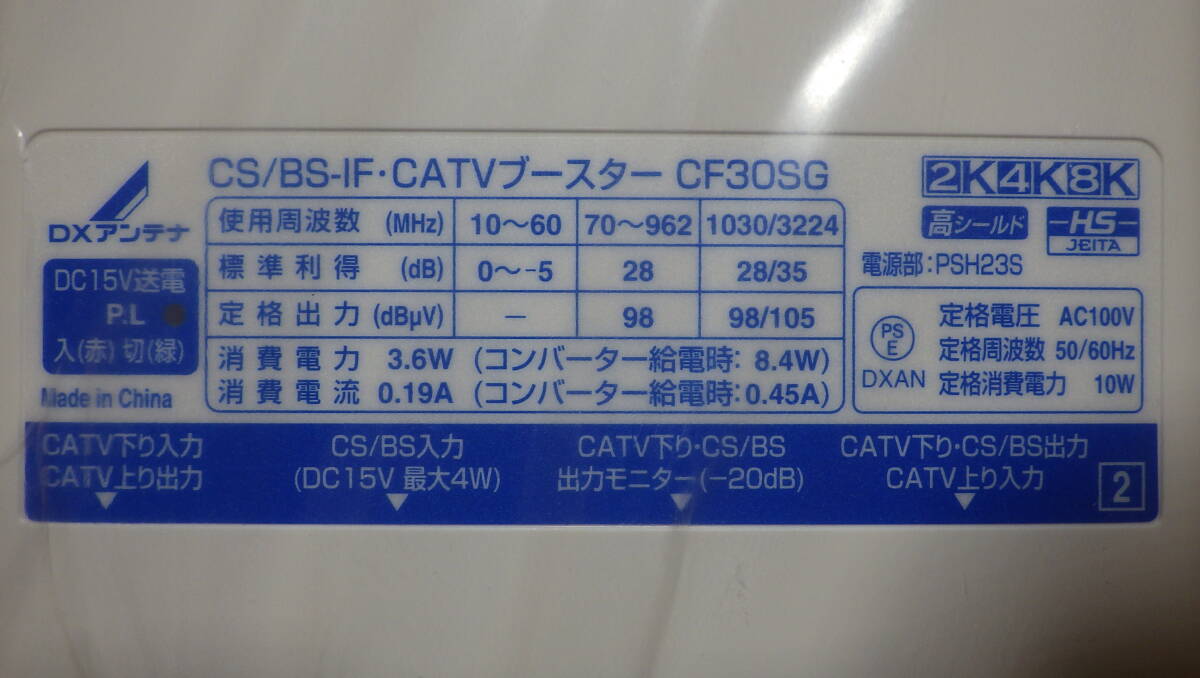 CS/BS-IF・CATVブースター CF30SG
2K4K8K
DXアンテナ
高シールド
HS
JEITA
使用周波数 (MHz) 10〜60 70〜962 1030/3224
標準利得 (dB) 0〜-5 28 28/35
定格出力 (dBμV) － 98 98/105
消費電力 3.6W (コンバーター給電時: 8.4W)
消費電流 0.19A (コンバーター給電時:0.45A)
DC15V送電
P.L
入(赤) 切(緑)
Made in China
電源部:PSH23S
PS
E
DXAN
定格電圧 AC100V
定格周波数 50/60Hz
定格消費電力 10W
CATV下り入力
CATV上り出力
CS/BS入力
(DC15V 最大4W)
CATV下り・CS/BS
出力モニター(-20dB)
CATV下り・CS/BS出力
CATV上り入力
2